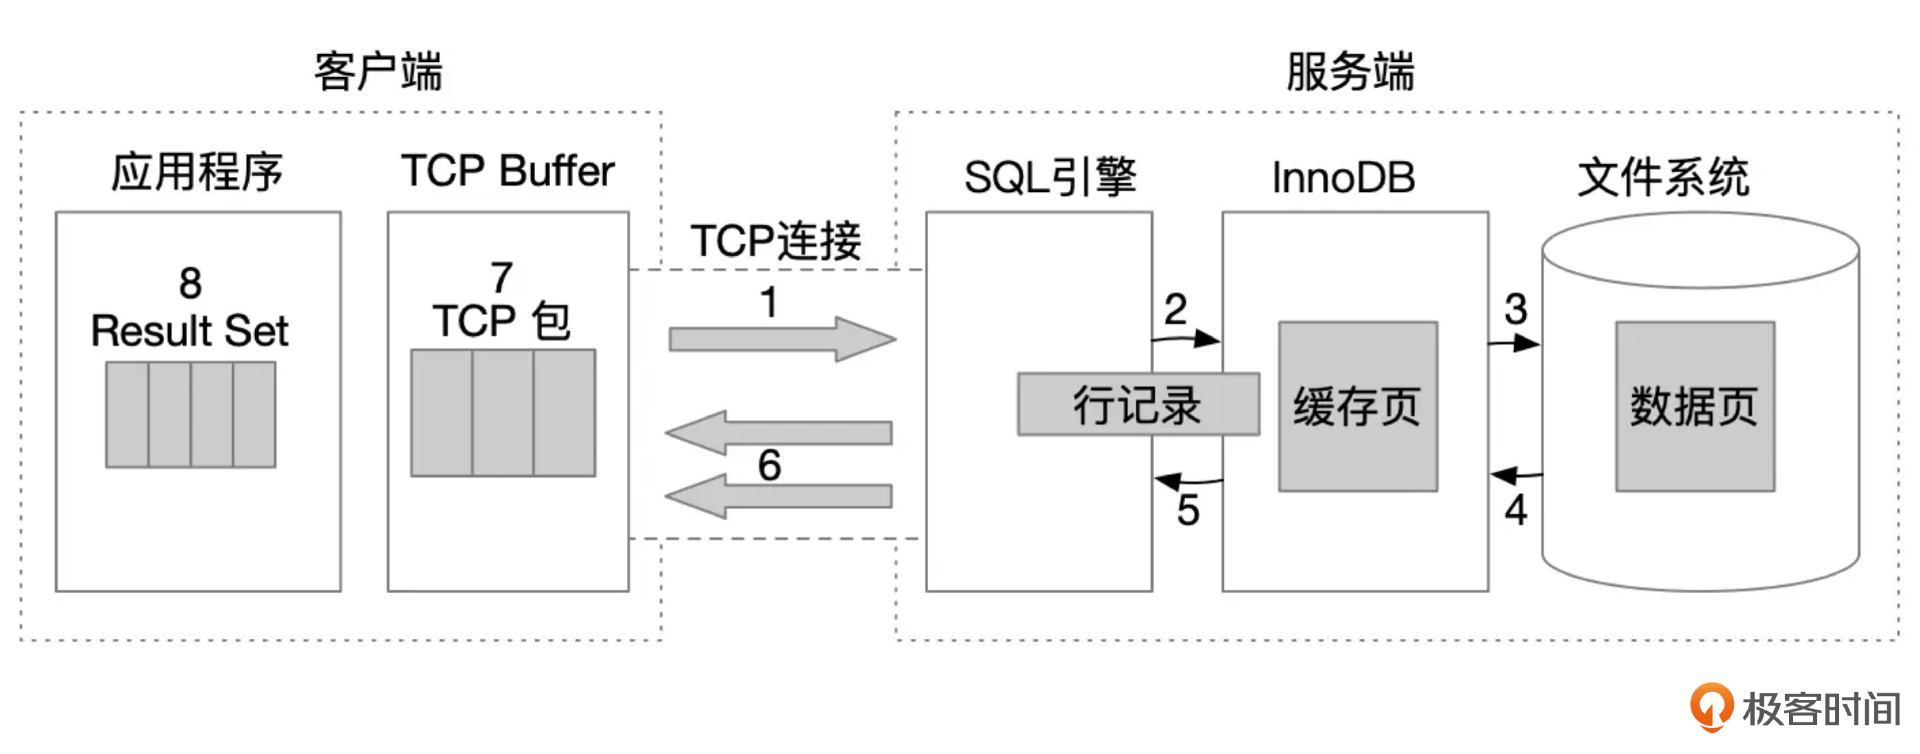 客户端
服务端
应用程序
TCP Buffer
SQL引擎
InnoDB
文件系统
TCP连接
8
Result Set
7
TCP 包
1
2
3
行记录
缓存页
数据页
6
5
4
极客时间